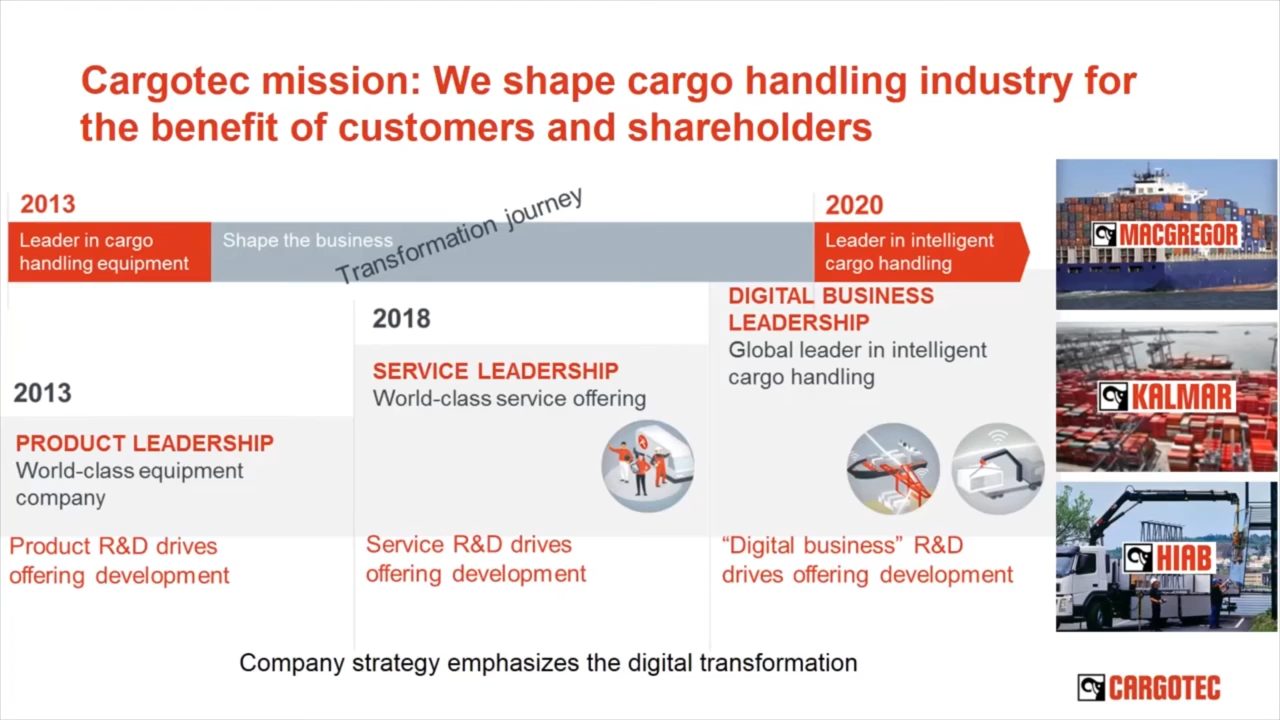 Cargotec mission: We shape cargo handling industry for
the benefit of customers and shareholders
2013
Leader in cargo
handling equipment
Shape the business
Transformation journey
2020
Leader in intelligent
cargo handling
2013
PRODUCT LEADERSHIP
World-class equipment
company
Product R&D drives
offering development
2018
SERVICE LEADERSHIP
World-class service offering
Service R&D drives
offering development
DIGITAL BUSINESS
LEADERSHIP
Global leader in intelligent
cargo handling
“Digital business” R&D
drives offering development
MACGREGOR
KALMAR
HIAB
Company strategy emphasizes the digital transformation
CARGOTEC